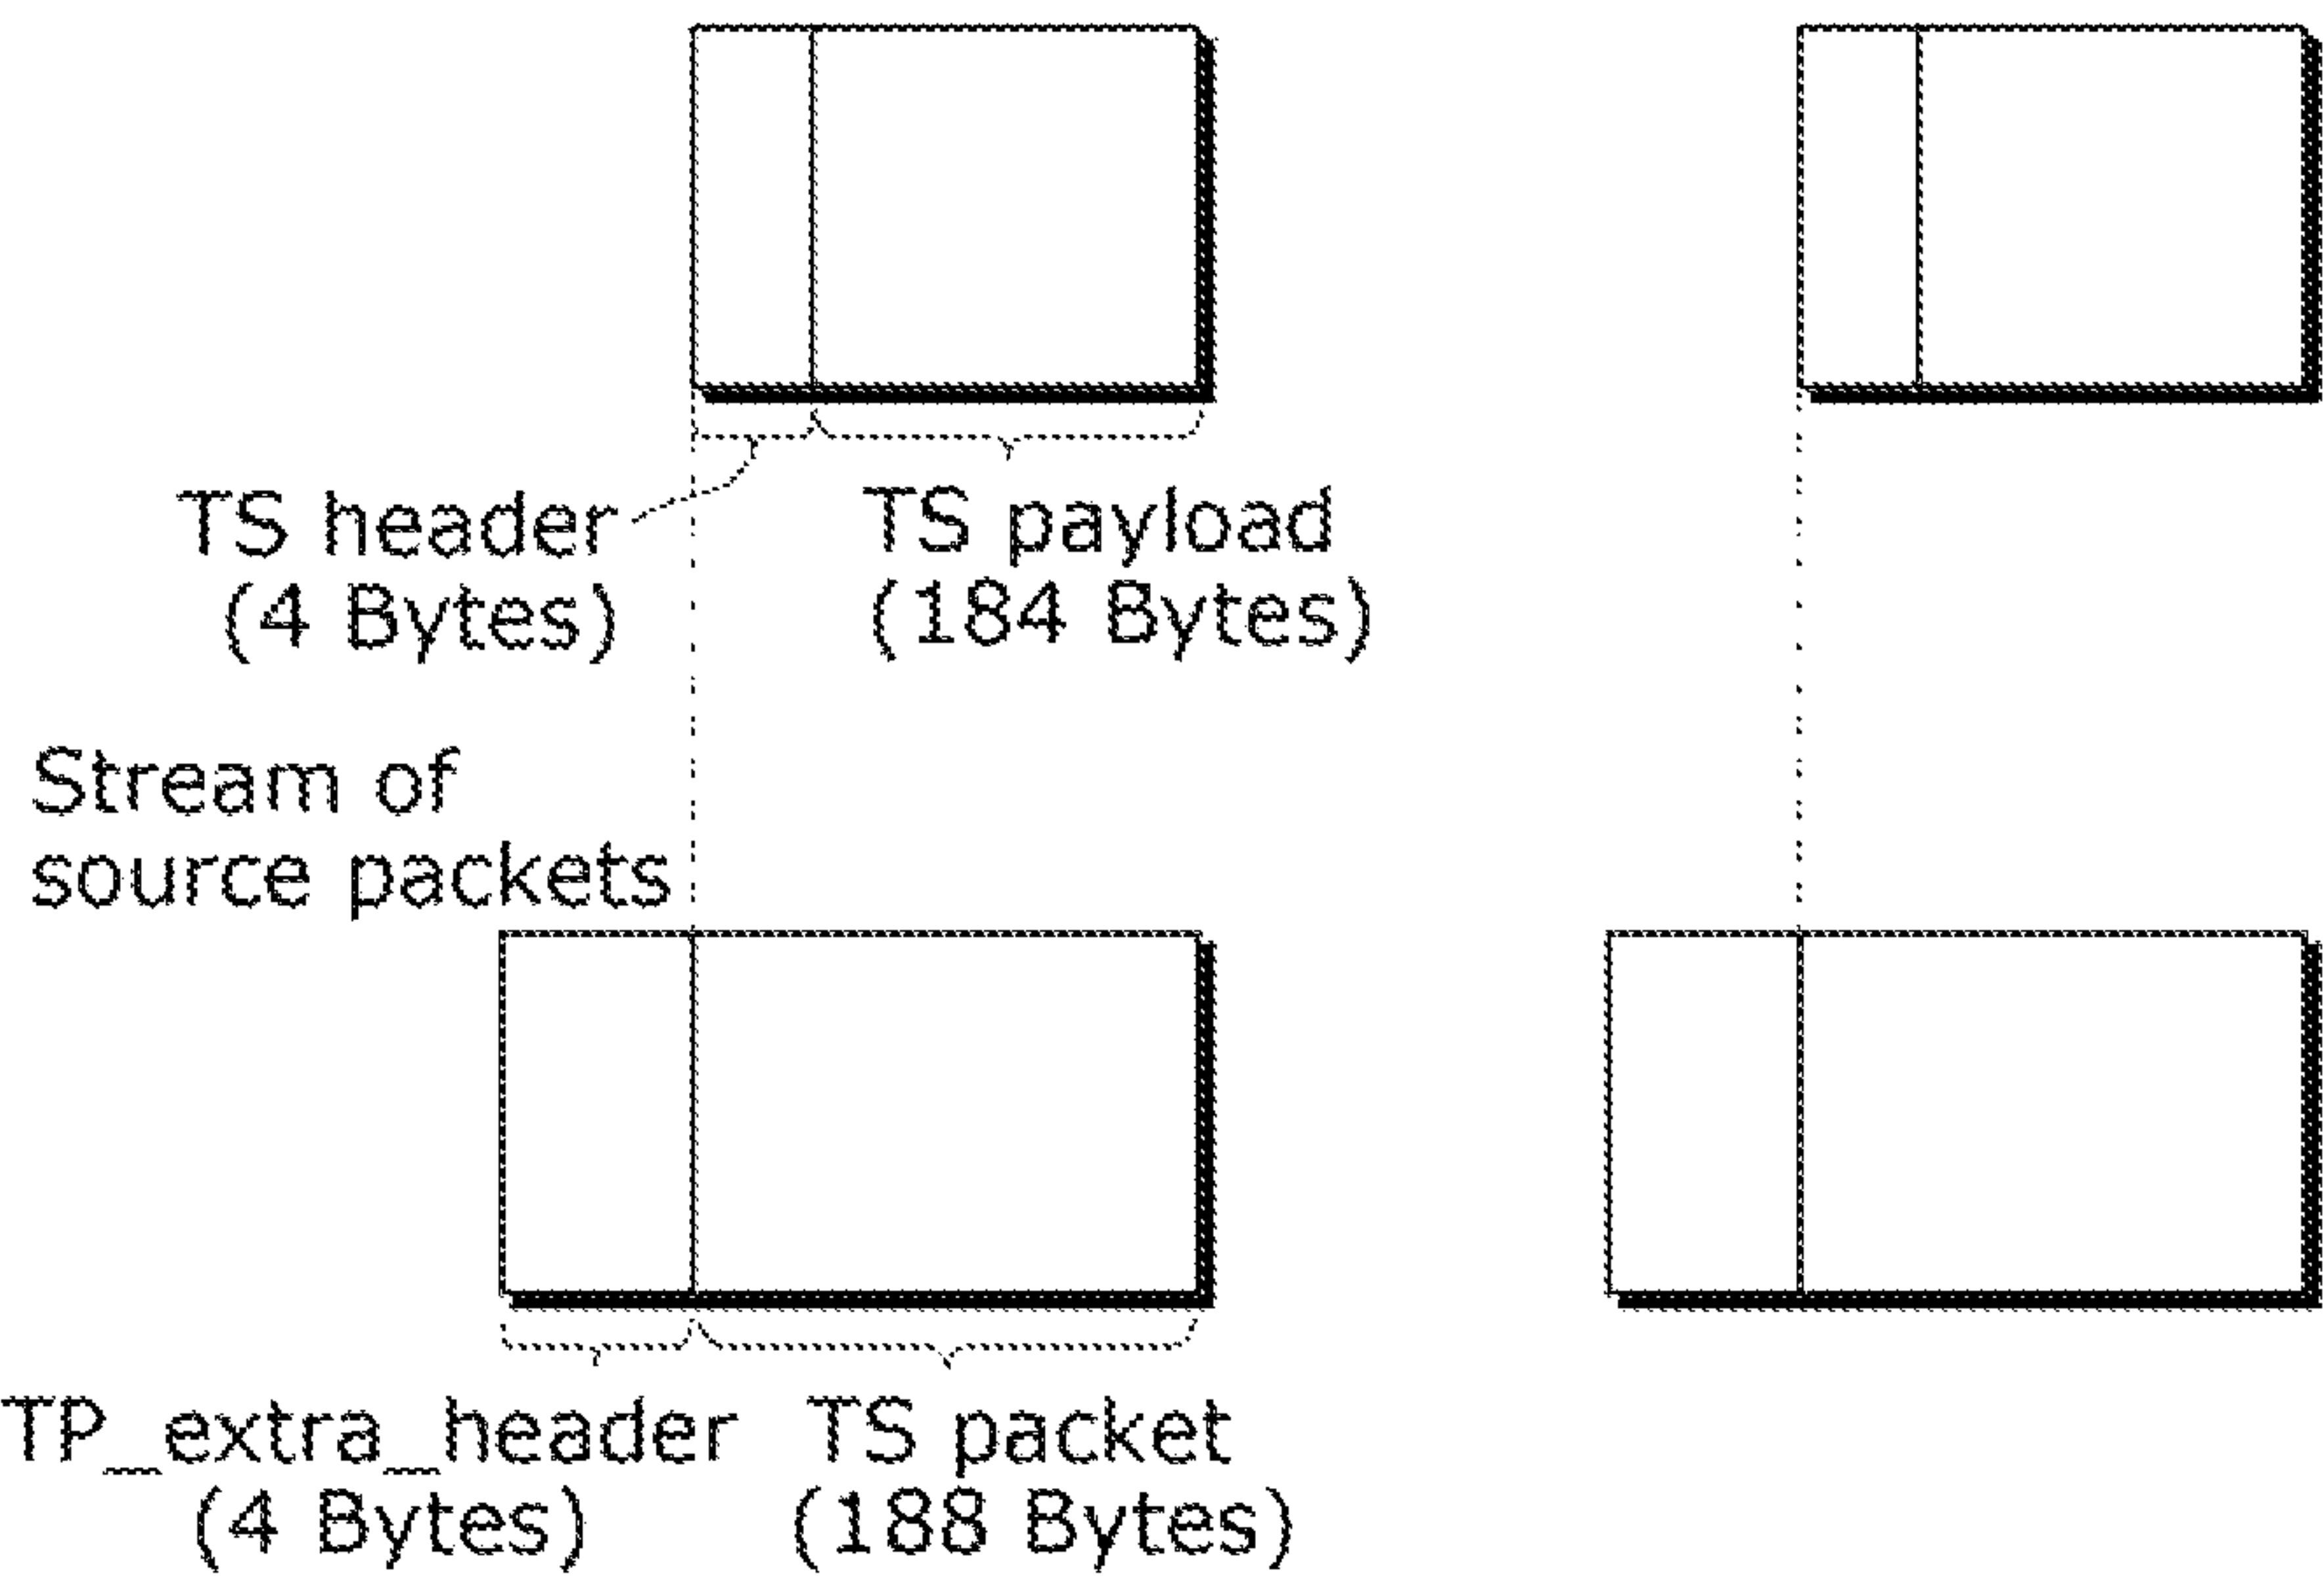 TS header
(4 Bytes)
TS payload
(184 Bytes)
Stream of
source packets
TP_extra_header
(4 Bytes)
TS packet
(188 Bytes)